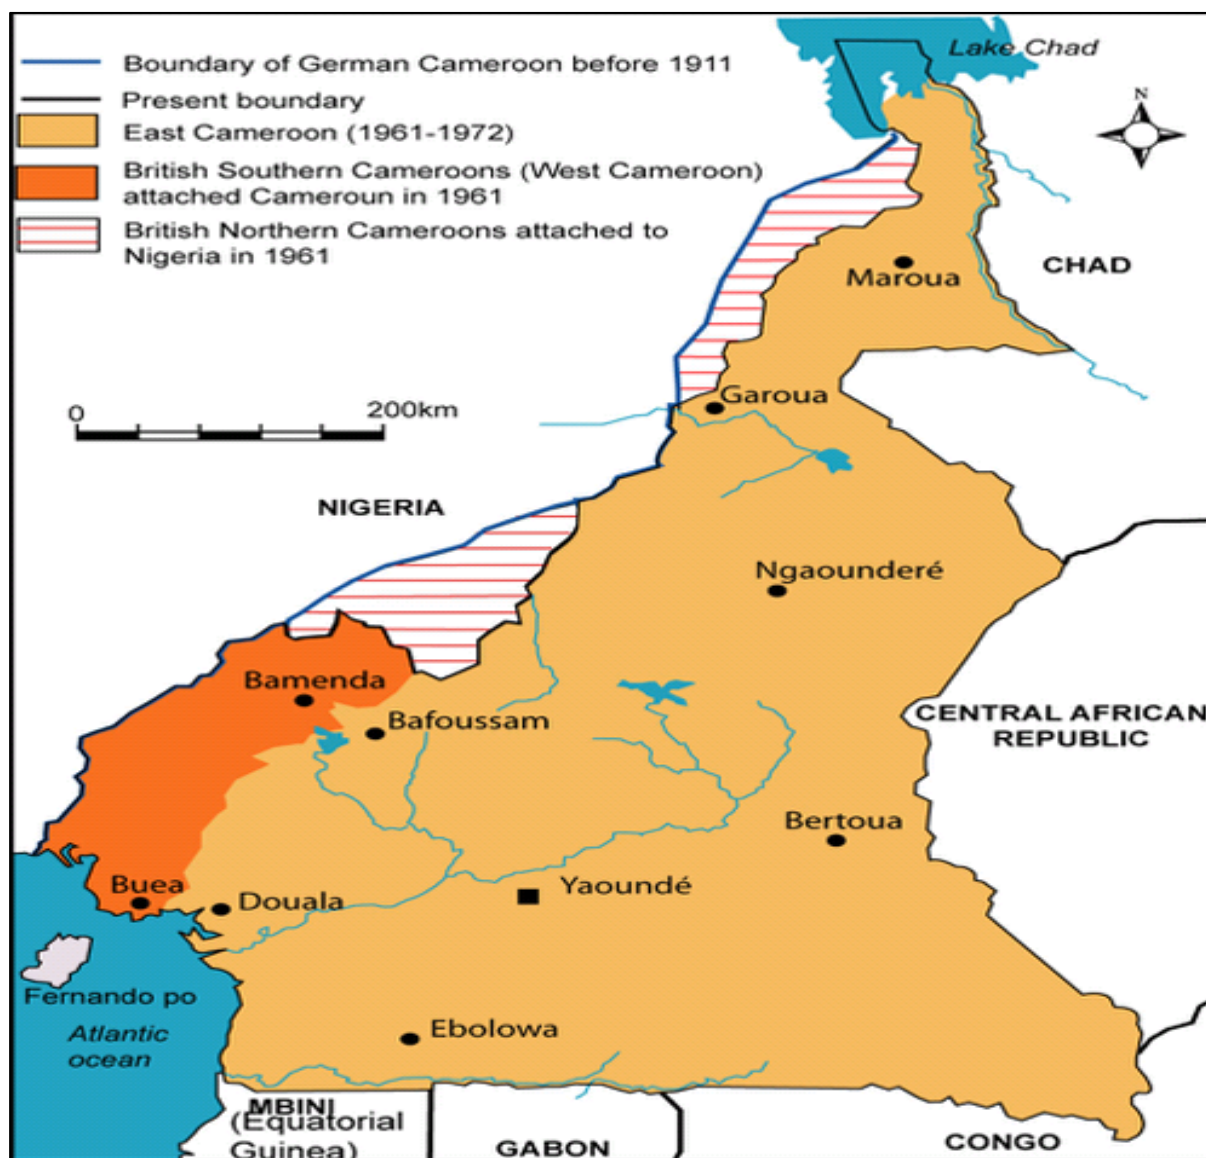 Boundary of German Cameroon before 1911
Present boundary
East Cameroon (1961-1972)
British Southern Cameroons (West Cameroon)
attached Cameroun in 1961
British Northern Cameroons attached to
Nigeria in 1961
Lake Chad
N
CHAD
Maroua
Garoua
0
200km
NIGERIA
Ngaounderé
Bamenda
Bafoussam
CENTRAL AFRICAN
REPUBLIC
Bertoua
Buea
Douala
Yaoundé
Fernando po
Atlantic
ocean
Ebolowa
MBINI
(Equatorial
Guinea)
GABON
CONGO